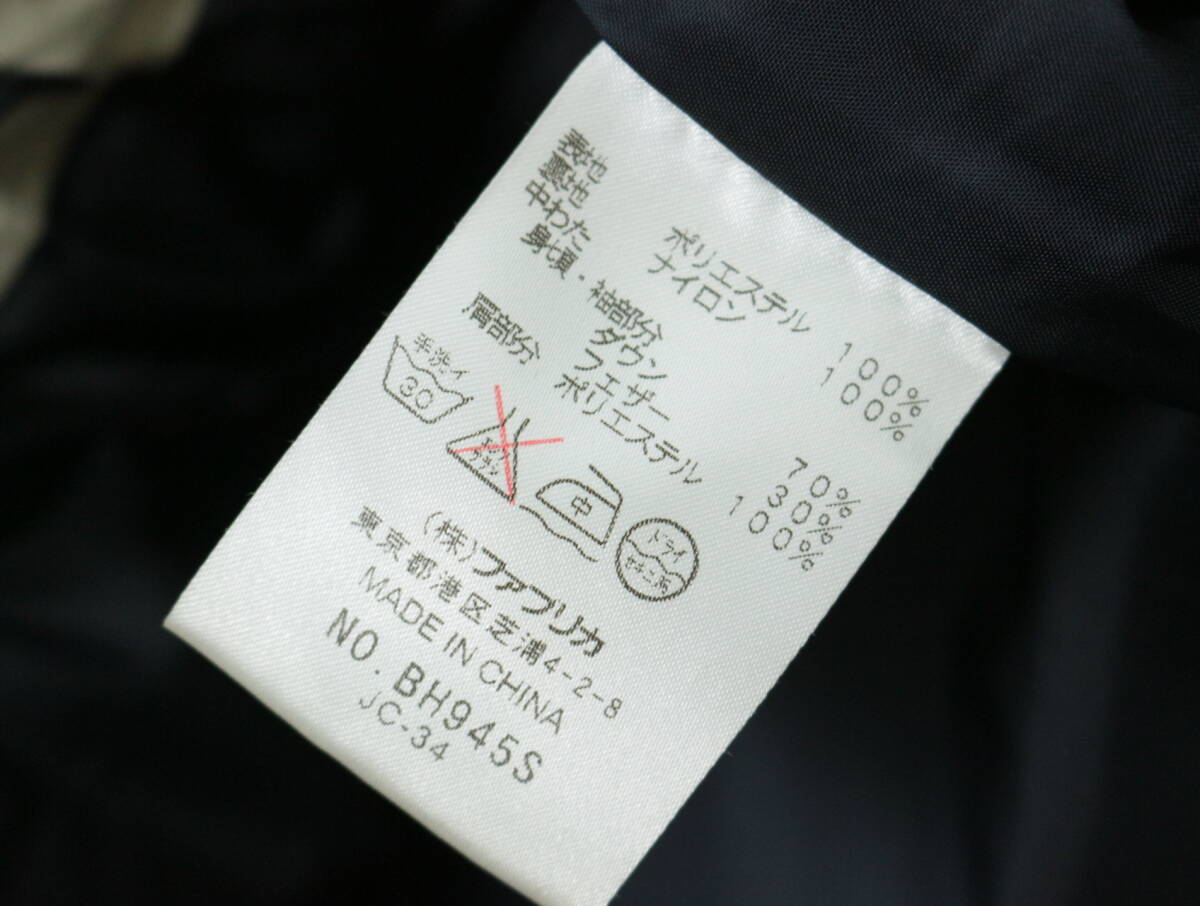 表地 ポリエステル 100%
裏地 ナイロン 100%
中わた
身頃・袖部分
ダウン 70%
フェザー 30%
肩部分 ポリエステル 100%
手洗イ
30
中
ドライ
(株)ファブリカ
東京都港区芝浦4-2-8
MADE IN CHINA
NO. BH945S
JC-34